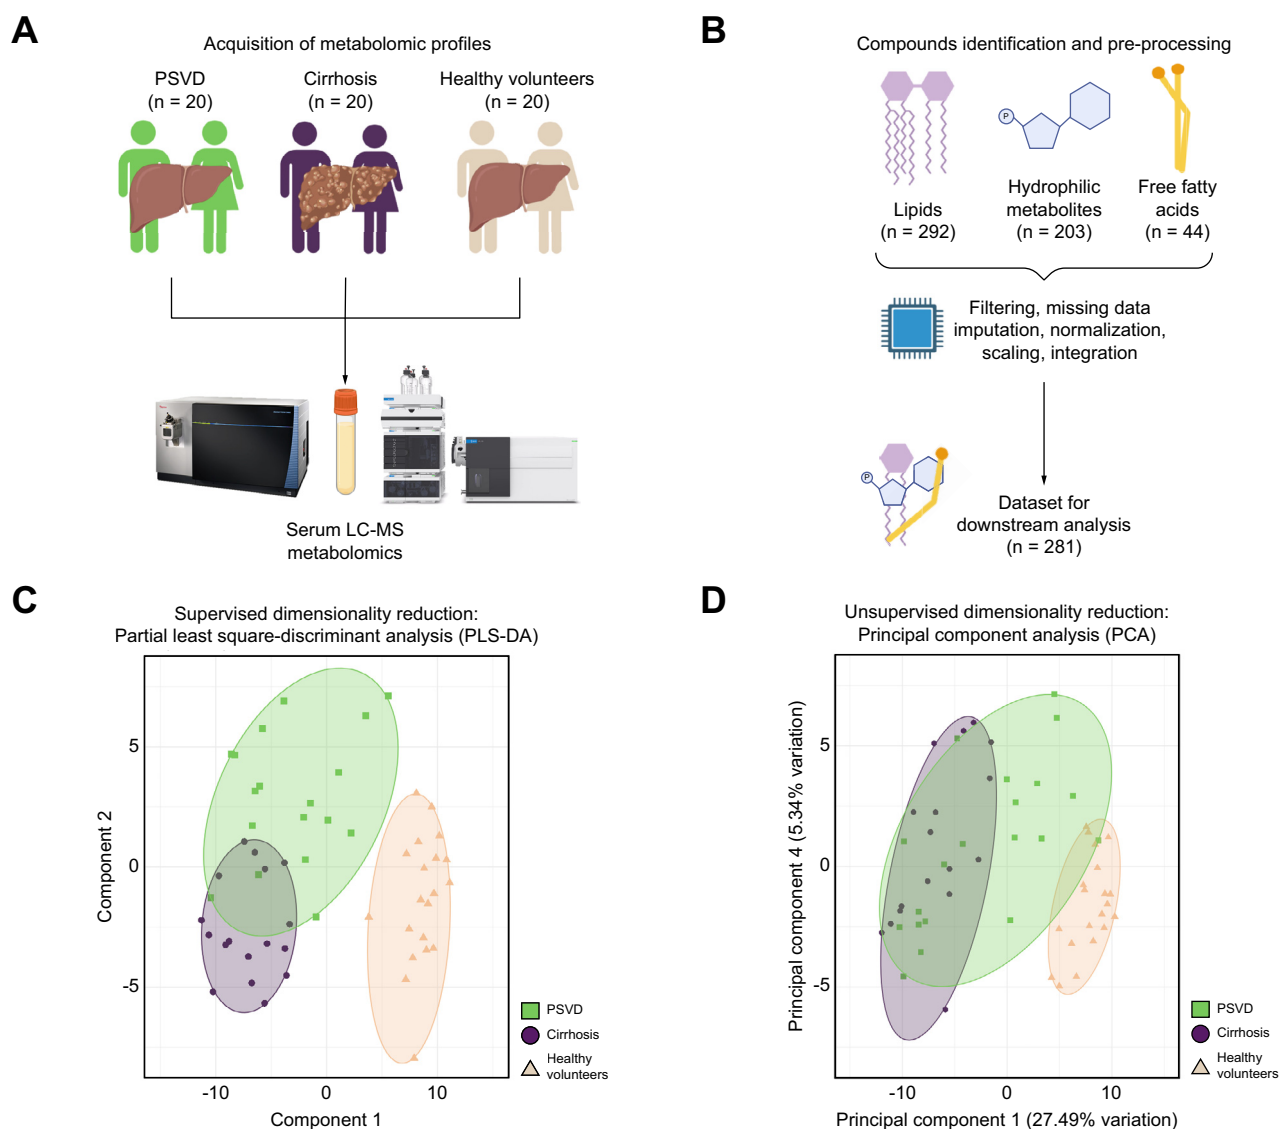 A
Acquisition of metabolomic profiles
PSVD
(n = 20)
Cirrhosis
(n = 20)
Healthy volunteers
(n = 20)
Serum LC-MS
metabolomics
B
Compounds identification and pre-processing
P
Lipids
(n = 292)
Hydrophilic
metabolites
(n = 203)
Free fatty
acids
(n = 44)
Filtering, missing data
imputation, normalization,
scaling, integration
P
Dataset for
downstream analysis
(n = 281)
C
Supervised dimensionality reduction:
Partial least square-discriminant analysis (PLS-DA)
Component 2
5
0
-5
-10
0
10
Component 1
PSVD
Cirrhosis
Healthy
volunteers
D
Unsupervised dimensionality reduction:
Principal component analysis (PCA)
Principal component 4 (5.34% variation)
5
0
-5
-10
0
10
Principal component 1 (27.49% variation)
PSVD
Cirrhosis
Healthy
volunteers